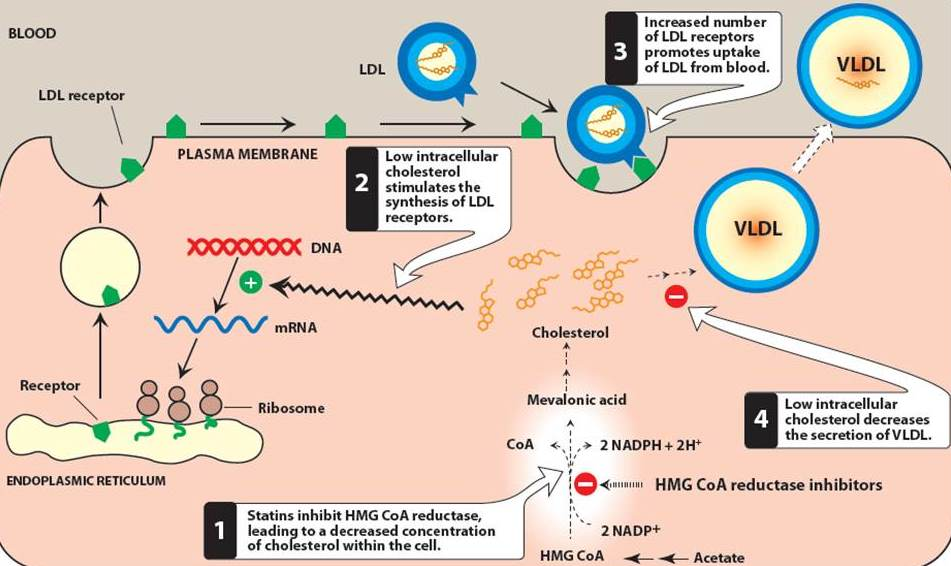 BLOOD
LDL receptor
LDL
3
Increased number
of LDL receptors
promotes uptake
of LDL from blood.
VLDL
PLASMA MEMBRANE
2
Low intracellular
cholesterol
stimulates the
synthesis of LDL
receptors.
VLDL
DNA
+
mRNA
−
Cholesterol
Receptor
Ribosome
Mevalonic acid
4
Low intracellular
cholesterol decreases
the secretion of VLDL.
CoA
2 NADPH + 2H⁺
ENDOPLASMIC RETICULUM
−
HMG CoA reductase inhibitors
1
Statins inhibit HMG CoA reductase,
leading to a decreased concentration
of cholesterol within the cell.
2 NADP⁺
HMG CoA
Acetate